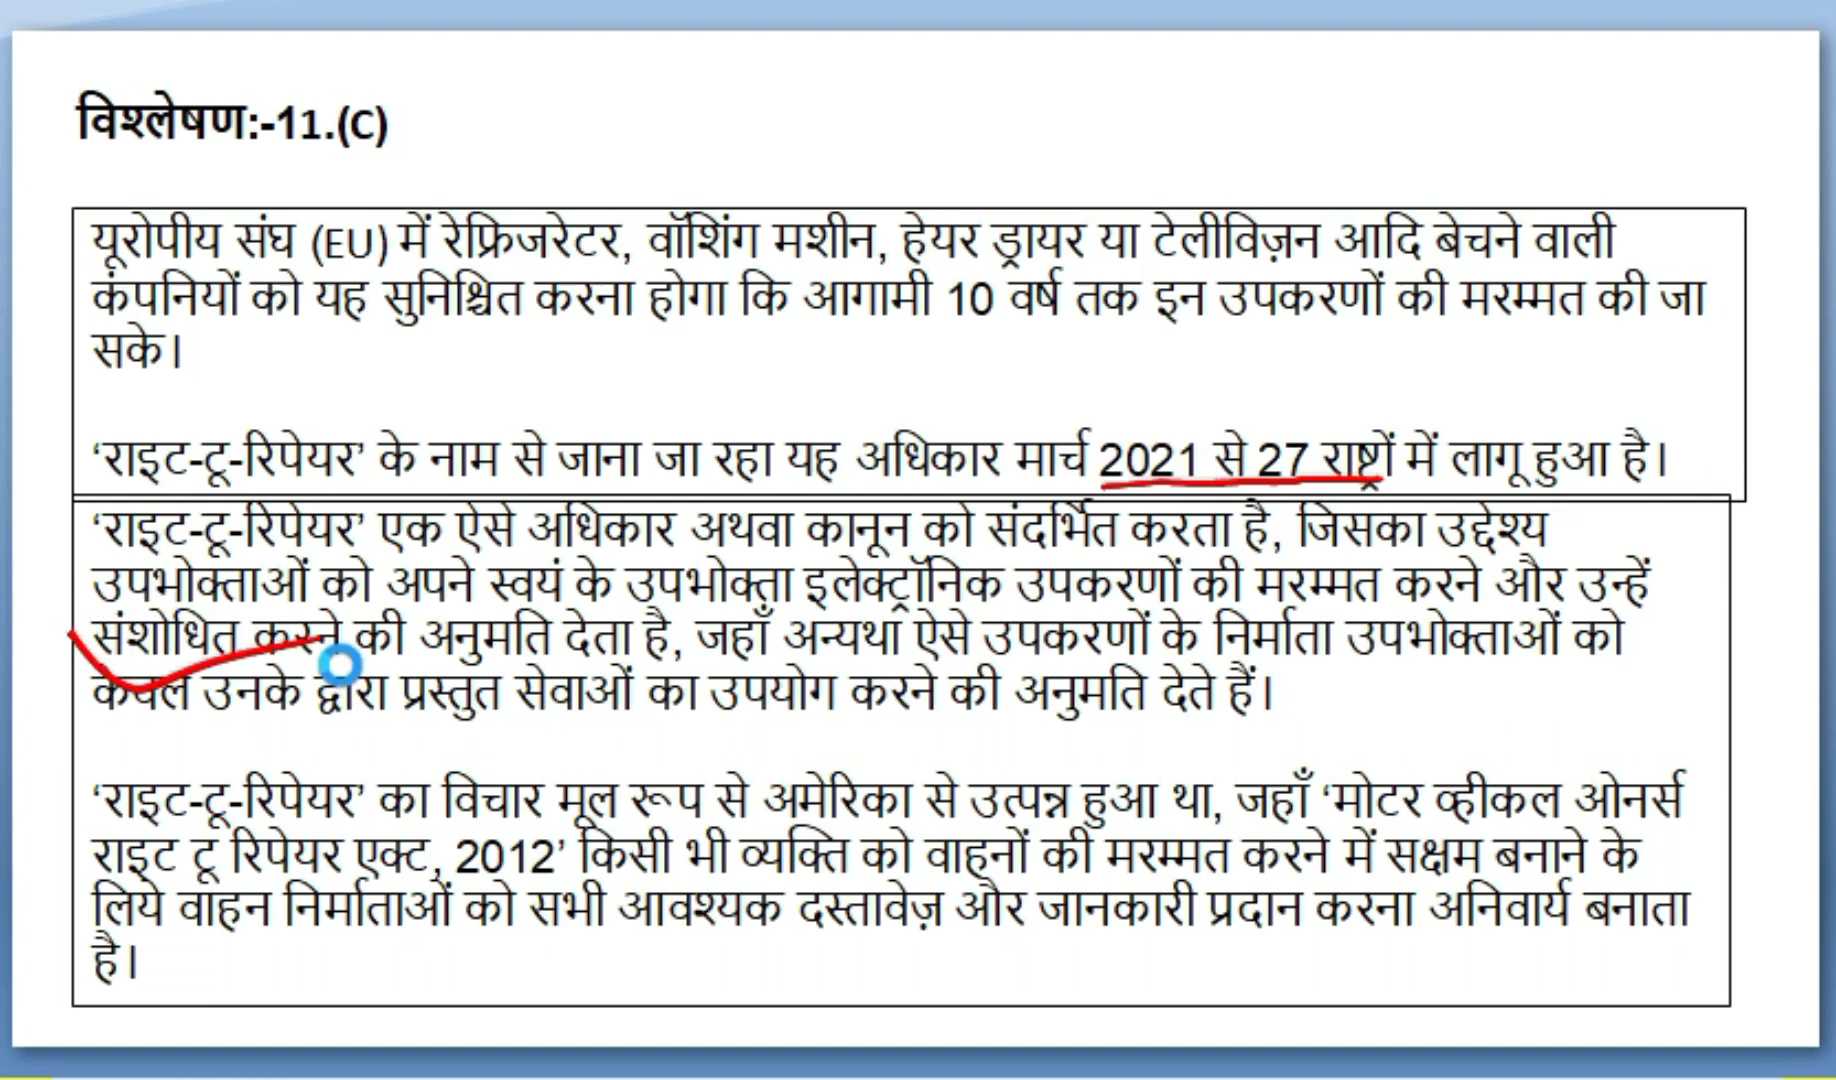 विश्लेषण:-11.(C)
यूरोपीय संघ (EU) में रेफ्रिजरेटर, वॉशिंग मशीन, हेयर ड्रायर या टेलीविज़न आदि बेचने वाली
कंपनियों को यह सुनिश्चित करना होगा कि आगामी 10 वर्ष तक इन उपकरणों की मरम्मत की जा
सके।
‘राइट-टू-रिपेयर’ के नाम से जाना जा रहा यह अधिकार मार्च 2021 से 27 राष्ट्रों में लागू हुआ है।
‘राइट-टू-रिपेयर’ एक ऐसे अधिकार अथवा कानून को संदर्भित करता है, जिसका उद्देश्य
उपभोक्ताओं को अपने स्वयं के उपभोक्ता इलेक्ट्रॉनिक उपकरणों की मरम्मत करने और उन्हें
संशोधित करने की अनुमति देता है, जहाँ अन्यथा ऐसे उपकरणों के निर्माता उपभोक्ताओं को
केवल उनके द्वारा प्रस्तुत सेवाओं का उपयोग करने की अनुमति देते हैं।
‘राइट-टू-रिपेयर’ का विचार मूल रूप से अमेरिका से उत्पन्न हुआ था, जहाँ ‘मोटर व्हीकल ओनर्स
राइट टू रिपेयर एक्ट, 2012’ किसी भी व्यक्ति को वाहनों की मरम्मत करने में सक्षम बनाने के
लिये वाहन निर्माताओं को सभी आवश्यक दस्तावेज़ और जानकारी प्रदान करना अनिवार्य बनाता
है।